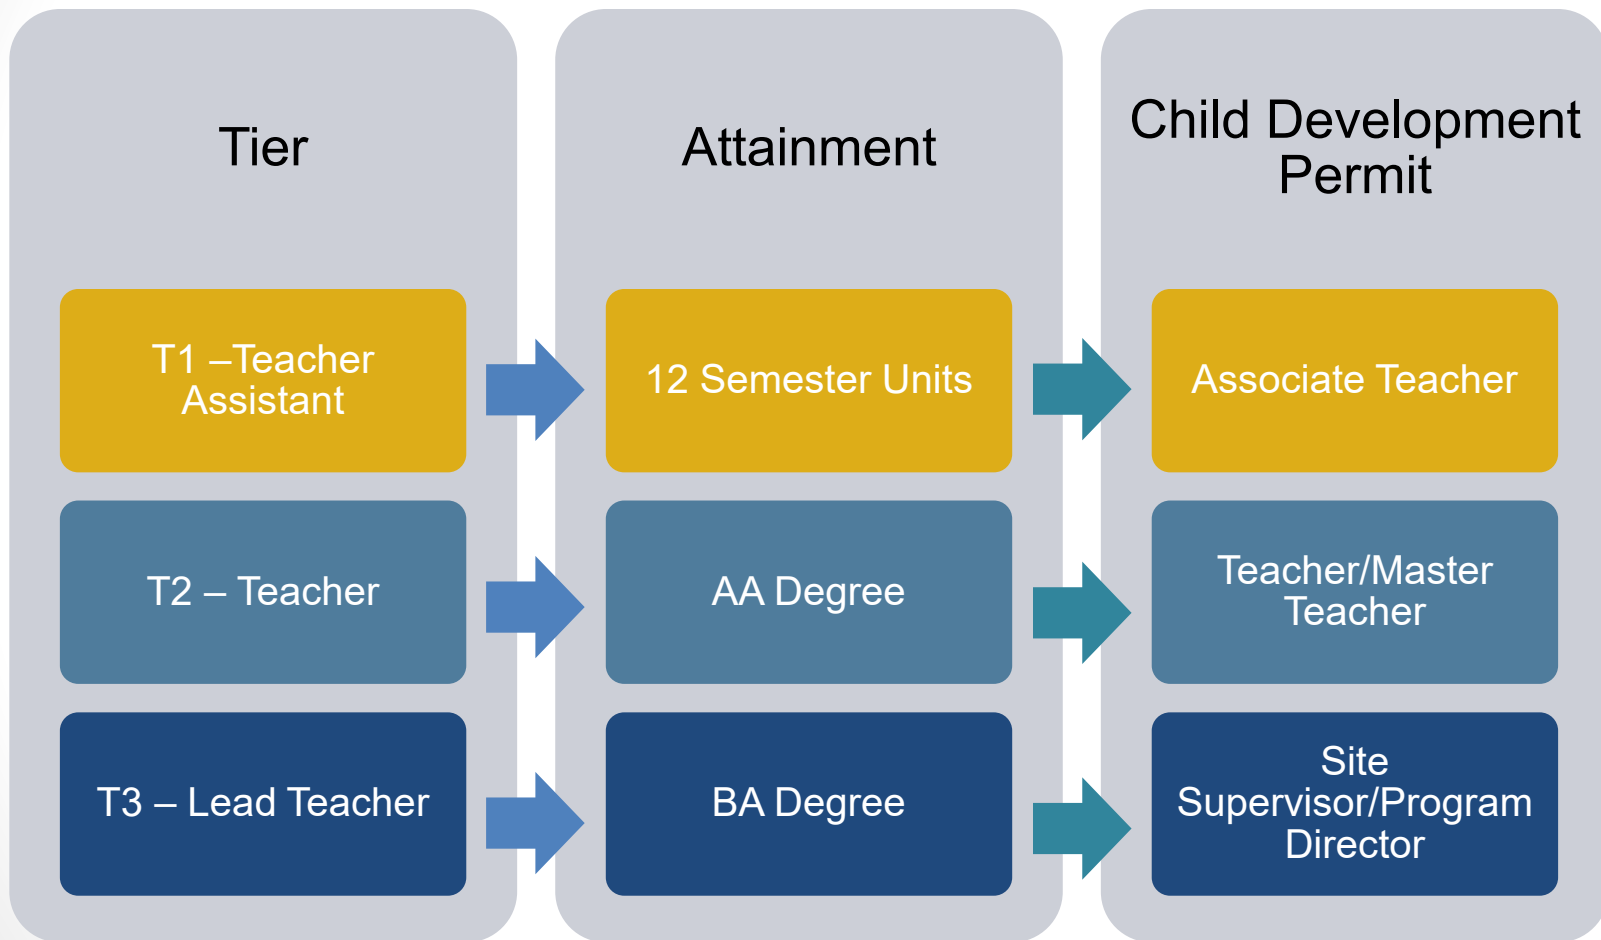 Tier
Attainment
Child Development
Permit
T1 –Teacher
Assistant
12 Semester Units
Associate Teacher
T2 – Teacher
AA Degree
Teacher/Master
Teacher
T3 – Lead Teacher
BA Degree
Site
Supervisor/Program
Director